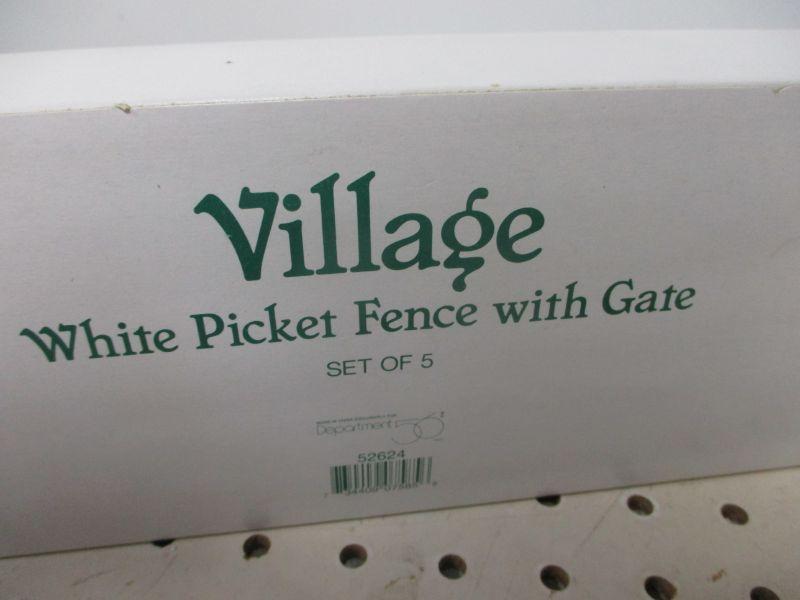 Village
White Picket Fence with Gate
SET OF 5
Department 56
52624